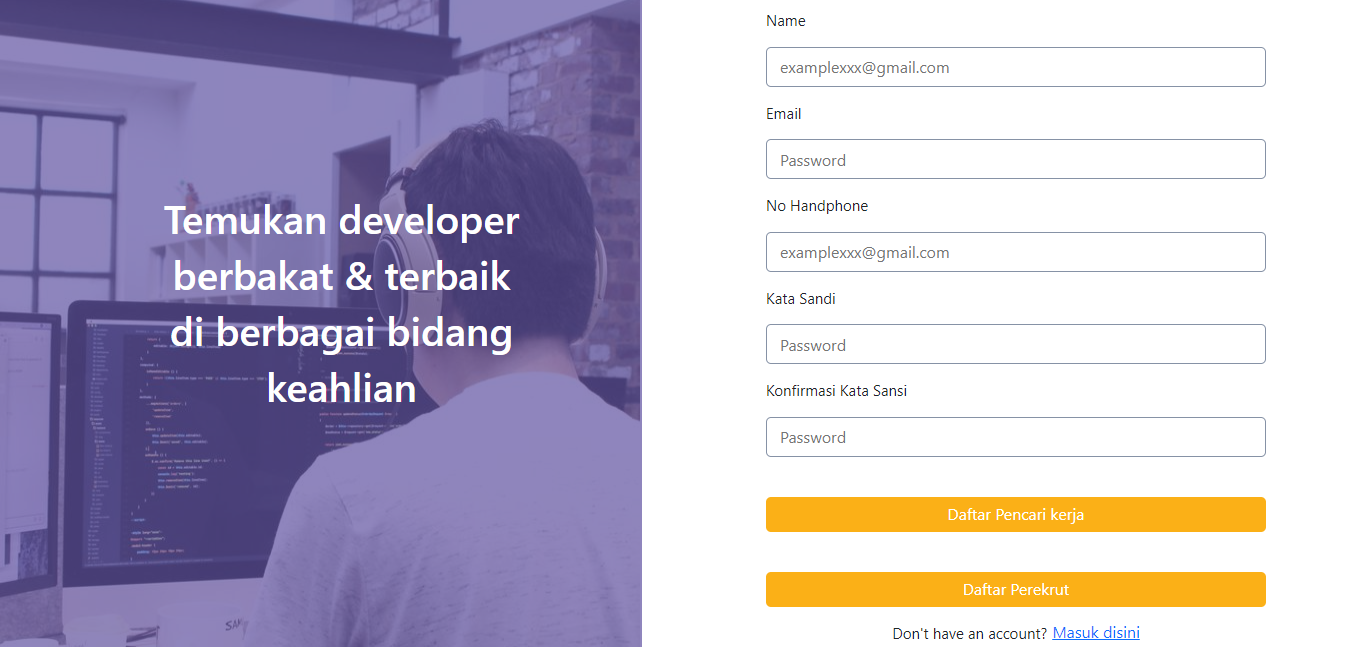 Temukan developer
berbakat & terbaik
di berbagai bidang
keahlian
Name
examplexxx@gmail.com
Email
Password
No Handphone
examplexxx@gmail.com
Kata Sandi
Password
Konfirmasi Kata Sansi
Password
Daftar Pencari kerja
Daftar Perekrut
Don't have an account? Masuk disini